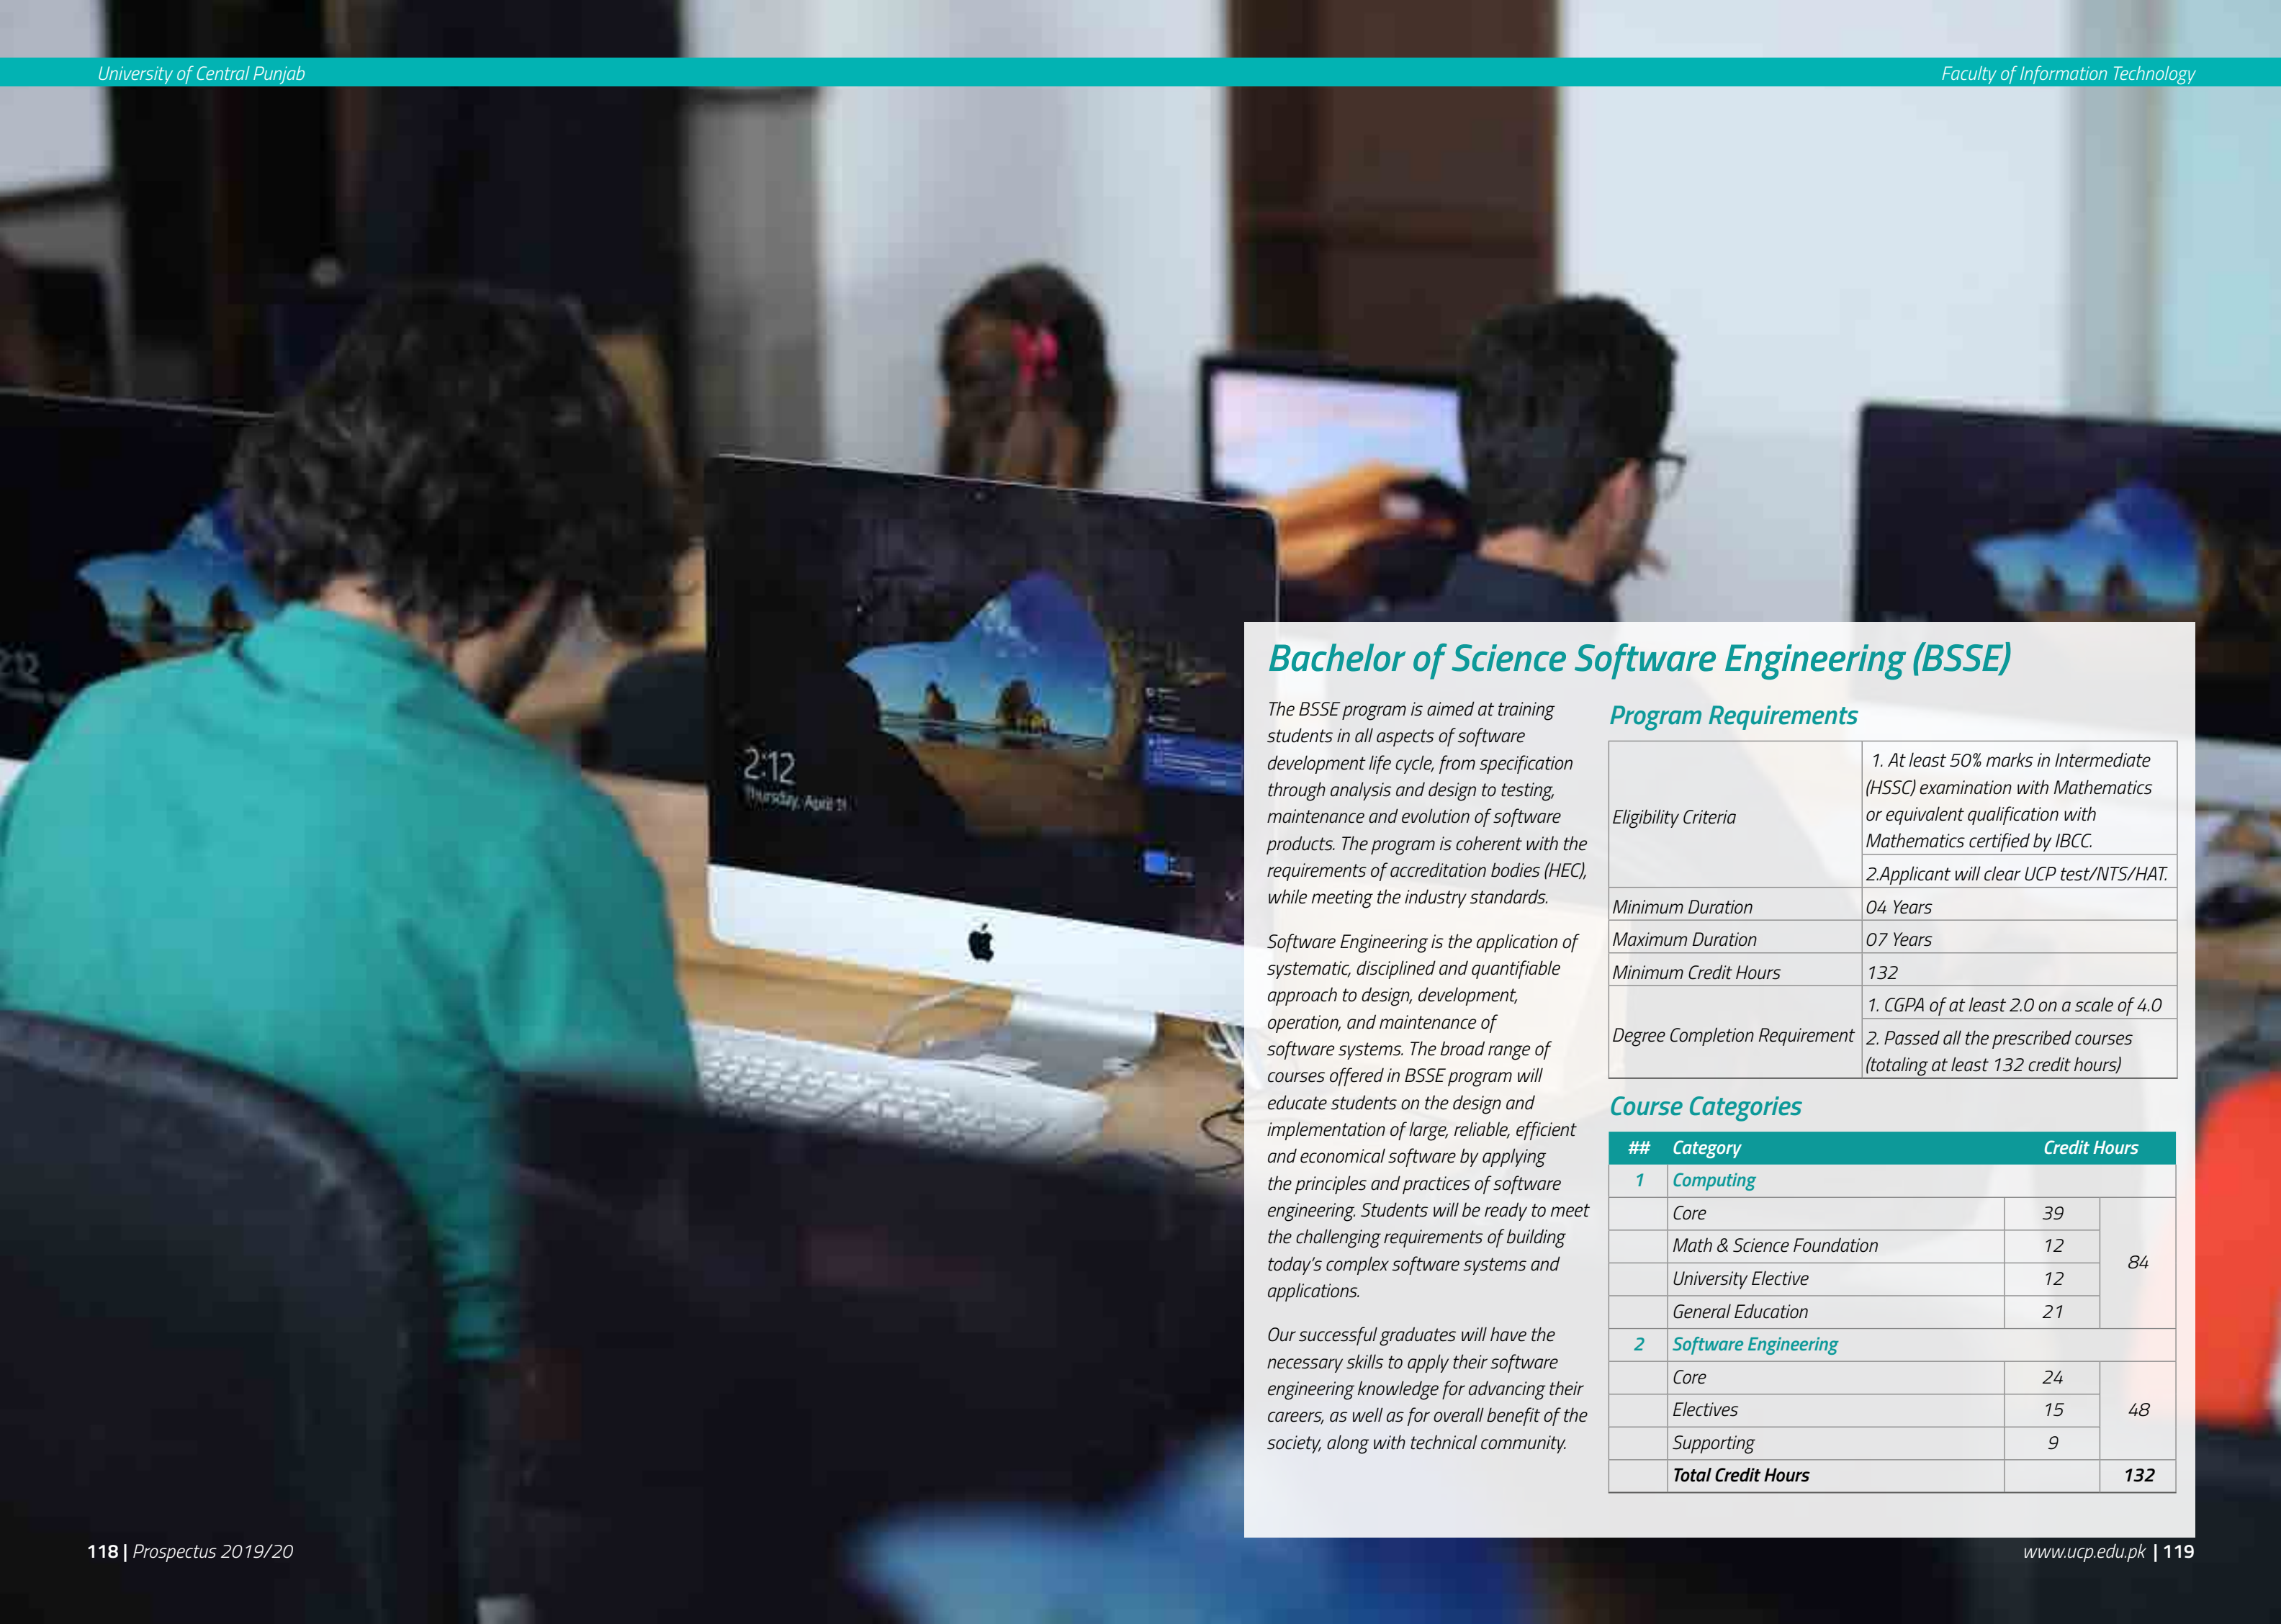 University of Central Punjab
Faculty of Information Technology
2:12
2:12
Thursday, April 21
Bachelor of Science Software Engineering (BSSE)
The BSSE program is aimed at training
students in all aspects of software
development life cycle, from specification
through analysis and design to testing,
maintenance and evolution of software
products. The program is coherent with the
requirements of accreditation bodies (HEC),
while meeting the industry standards.
Software Engineering is the application of
systematic, disciplined and quantifiable
approach to design, development,
operation, and maintenance of
software systems. The broad range of
courses offered in BSSE program will
educate students on the design and
implementation of large, reliable, efficient
and economical software by applying
the principles and practices of software
engineering. Students will be ready to meet
the challenging requirements of building
today's complex software systems and
applications.
Our successful graduates will have the
necessary skills to apply their software
engineering knowledge for advancing their
careers, as well as for overall benefit of the
society, along with technical community.
Program Requirements
Eligibility Criteria
1. At least 50% marks in Intermediate
(HSSC) examination with Mathematics
or equivalent qualification with
Mathematics certified by IBCC.
2.Applicant will clear UCP test/NTS/HAT.
Minimum Duration 04 Years
Maximum Duration 07 Years
Minimum Credit Hours 132
Degree Completion Requirement
1. CGPA of at least 2.0 on a scale of 4.0
2. Passed all the prescribed courses
(totaling at least 132 credit hours)
Course Categories
## Category Credit Hours
1 Computing
Core 39
Math & Science Foundation 12
University Elective 12
General Education 21
84
2 Software Engineering
Core 24
Electives 15
Supporting 9
48
Total Credit Hours 132
118 | Prospectus 2019/20
www.ucp.edu.pk | 119